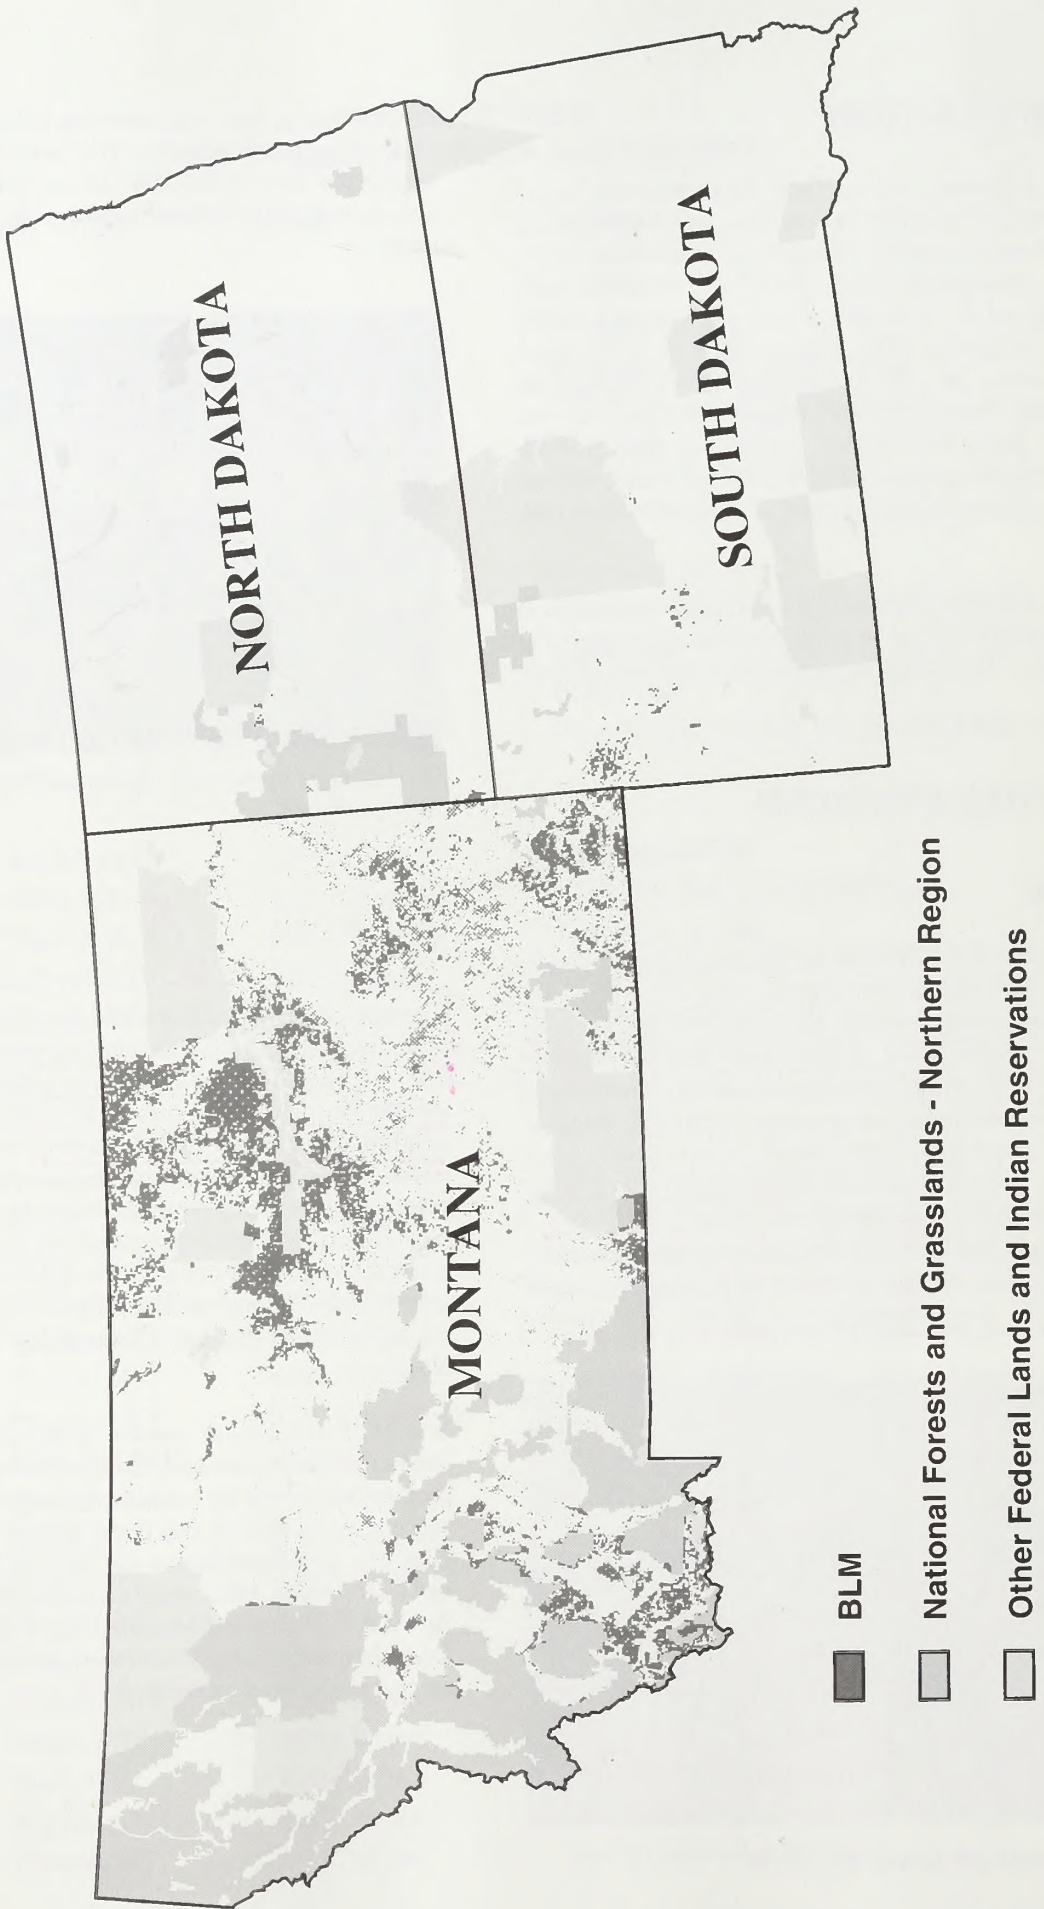 NORTH DAKOTA
MONTANA
SOUTH DAKOTA
BLM
National Forests and Grasslands - Northern Region
Other Federal Lands and Indian Reservations